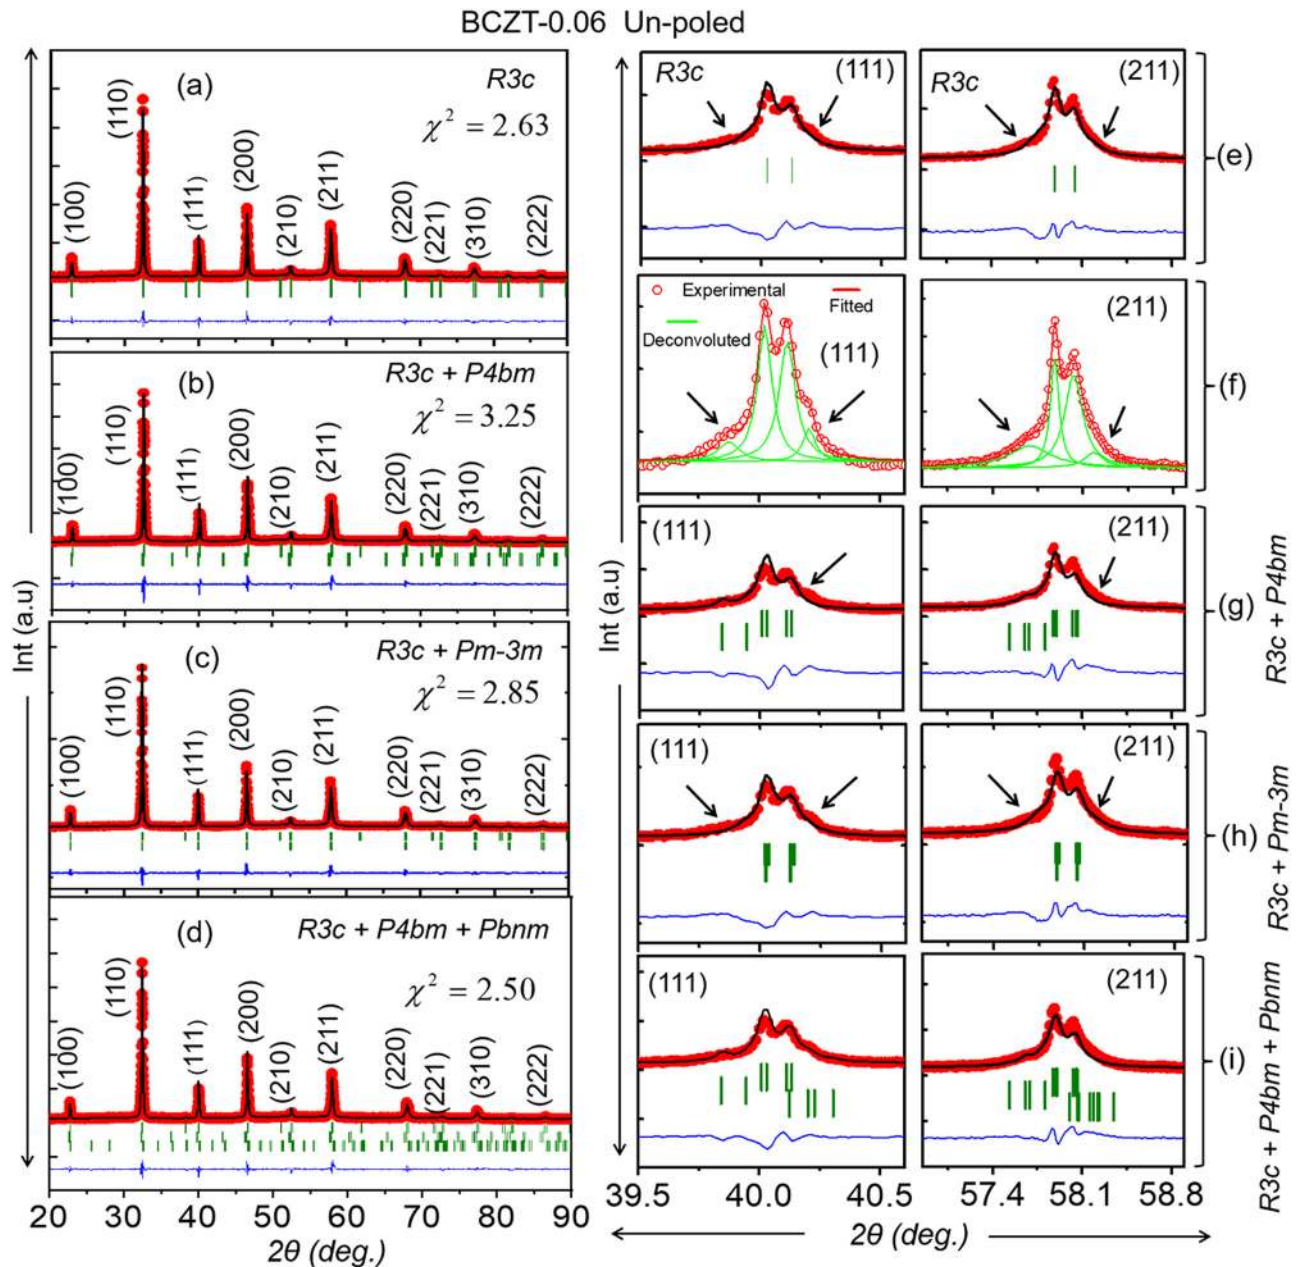 BCZT-0.06 Un-poled
Int (a.u)
(a)
R3c
χ² = 2.63
(100)
(110)
(111)
(200)
(210)
(211)
(220)
(221)
(310)
(222)
(b)
R3c + P4bm
χ² = 3.25
(100)
(110)
(111)
(200)
(210)
(211)
(220)
(221)
(310)
(222)
(c)
R3c + Pm-3m
χ² = 2.85
(100)
(110)
(111)
(200)
(210)
(211)
(220)
(221)
(310)
(222)
(d)
R3c + P4bm + Pbnm
χ² = 2.50
(100)
(110)
(111)
(200)
(210)
(211)
(220)
(221)
(310)
(222)
20 30 40 50 60 70 80 90
2θ (deg.)
Int (a.u)
R3c
(111)
R3c
(211)
(e)
Experimental
Fitted
Deconvoluted
(111)
(211)
(f)
(111)
(211)
(g)
R3c + P4bm
(111)
(211)
(h)
R3c + Pm-3m
(111)
(211)
(i)
R3c + P4bm + Pbnm
39.5 40.0 40.5
57.4 58.1 58.8
2θ (deg.)